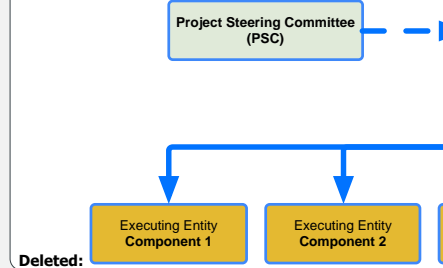 Project Steering Committee
(PSC)
Executing Entity
Component 1
Executing Entity
Component 2
Deleted: